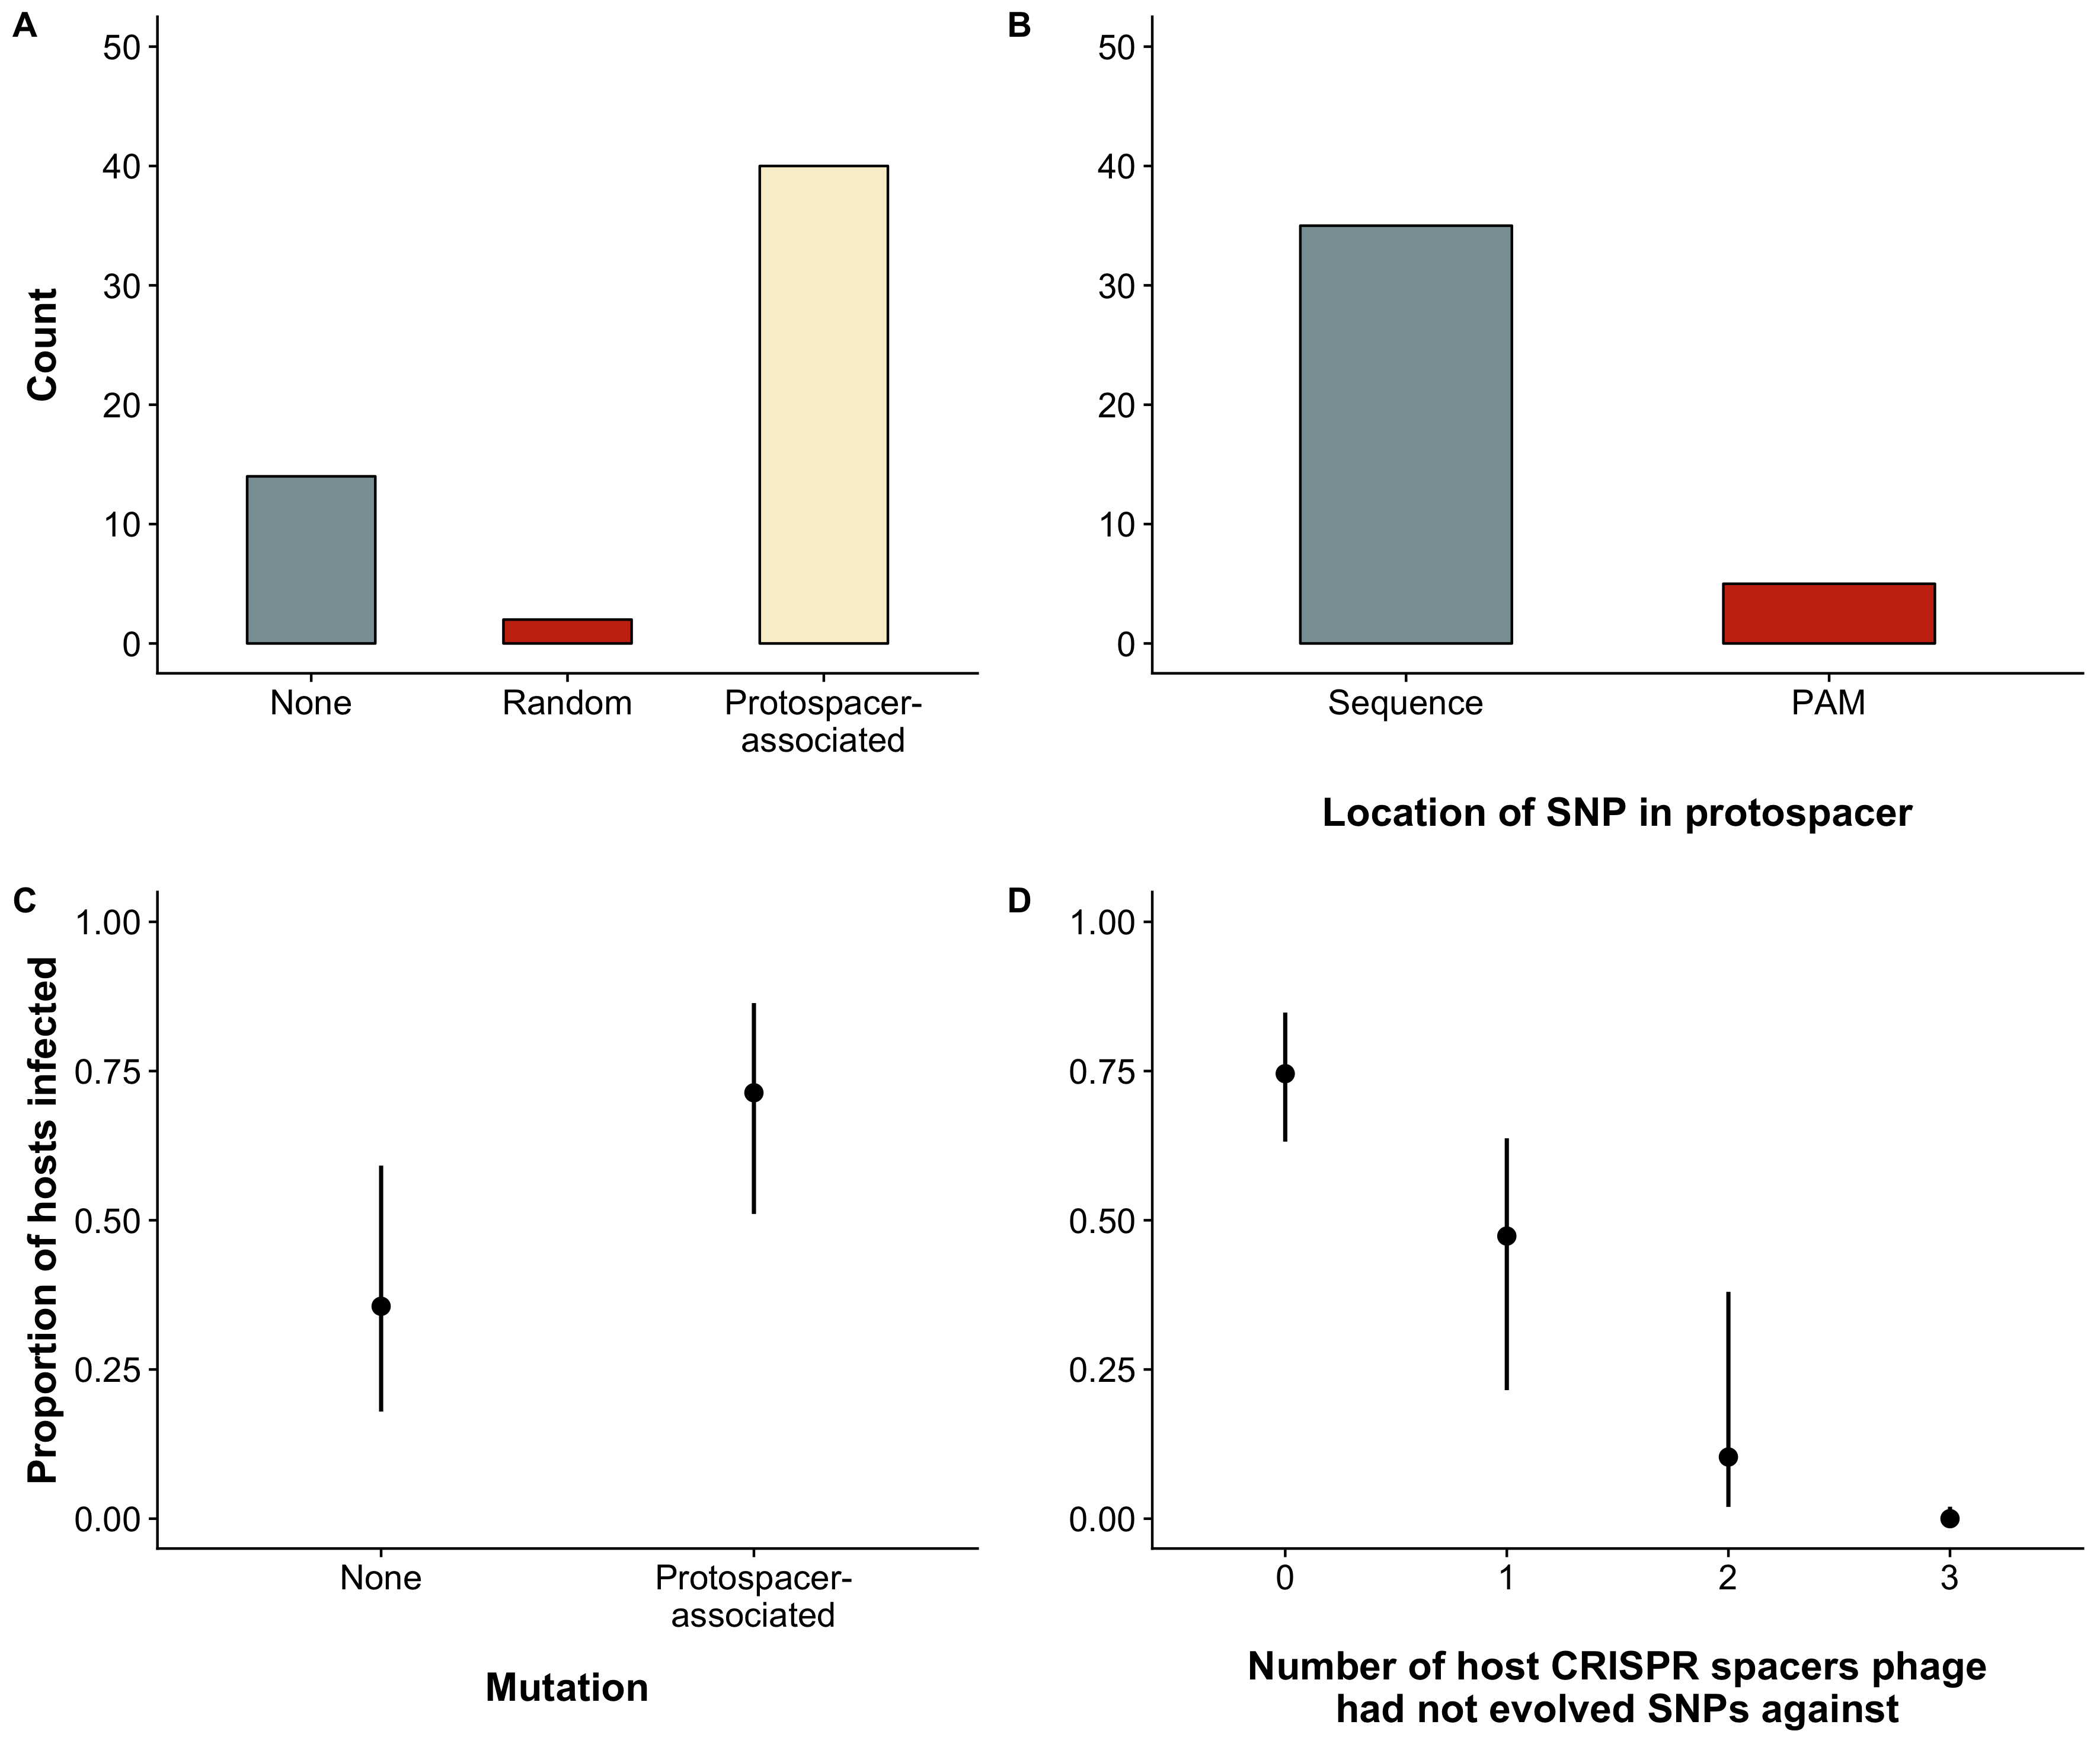 A
50
40
30
20
10
0
Count
None
Random
Protospacer-
associated
B
50
40
30
20
10
0
Sequence
PAM
Location of SNP in protospacer
C
1.00
0.75
0.50
0.25
0.00
Proportion of hosts infected
None
Protospacer-
associated
Mutation
D
1.00
0.75
0.50
0.25
0.00
0
1
2
3
Number of host CRISPR spacers phage
had not evolved SNPs against